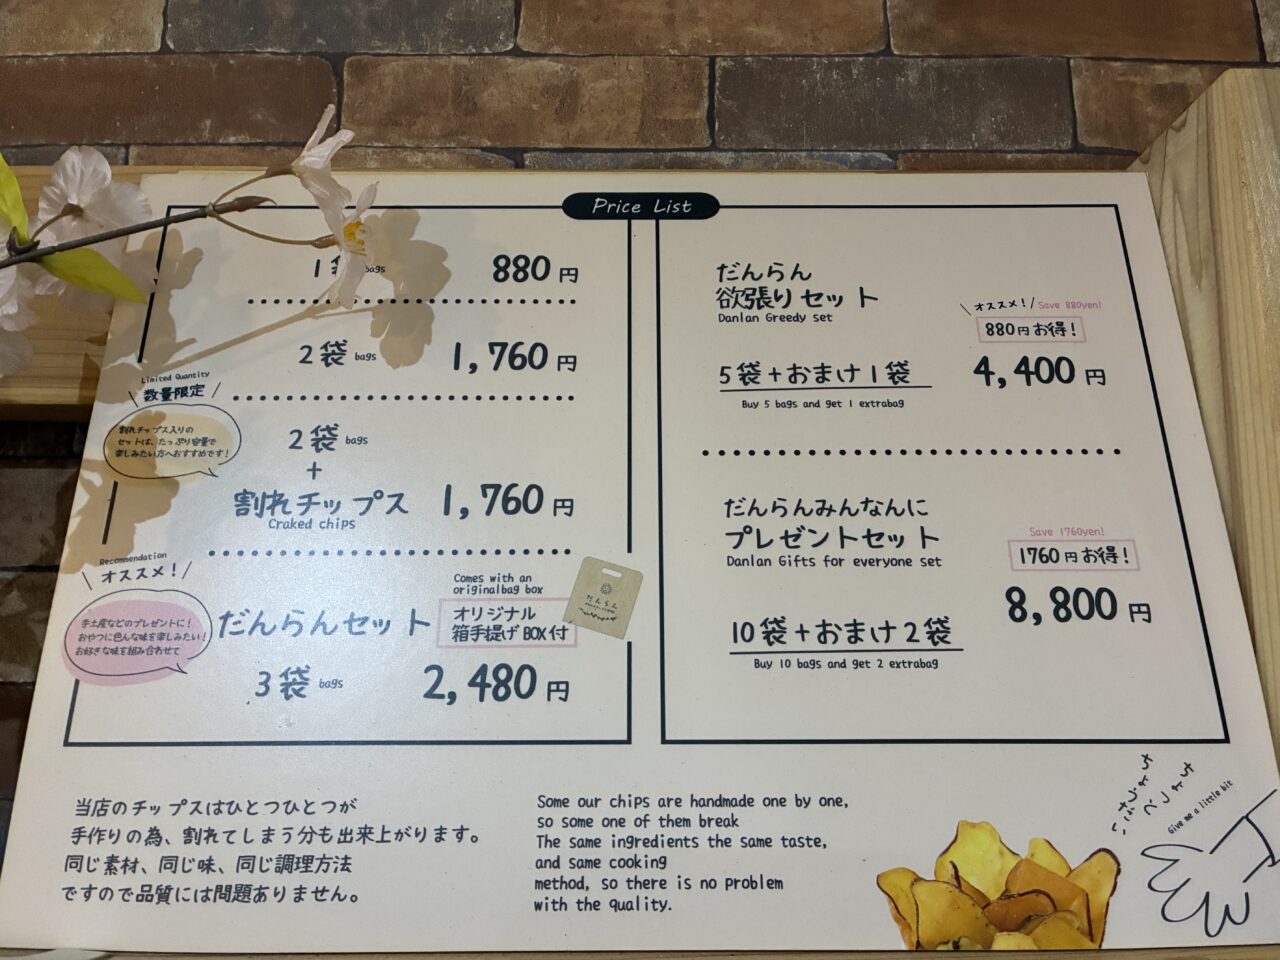 Price List
1袋 bags 880円
2袋 bags 1,760円
Limited Quantity
数量限定
割れチップス入りの
セットは、たっぷり容量で
楽しみたい方へおすすめです!
2袋 bags
+
割れチップス 1,760円
Craked chips
Recommendation
オススメ!
手土産などのプレゼントに!
おやつに色んな味を楽しみたい!
お好きな味を組み合わせて
だんらんセット
Comes with an
originalbag box
オリジナル
箱手提げBOX付
だんらん
3袋 bags 2,480円
だんらん
欲張りセット
Danlan Greedy set
オススメ! Save 880yen!
880円お得!
5袋+おまけ1袋 4,400円
Buy 5 bags and get 1 extrabag
だんらんみんなんに
プレゼントセット
Danlan Gifts for everyone set
Save 1760yen!
1760円お得!
8,800円
10袋+おまけ2袋
Buy 10 bags and get 2 extrabag
当店のチップスはひとつひとつが
手作りの為、割れてしまう分も出来上がります。
同じ素材、同じ味、同じ調理方法
ですので品質には問題ありません。
Some our chips are handmade one by one,
so some one of them break
The same ingredients the same taste,
and same cooking
method, so there is no problem
with the quality.
ちょっと
ちょうだい
Give me a little bit